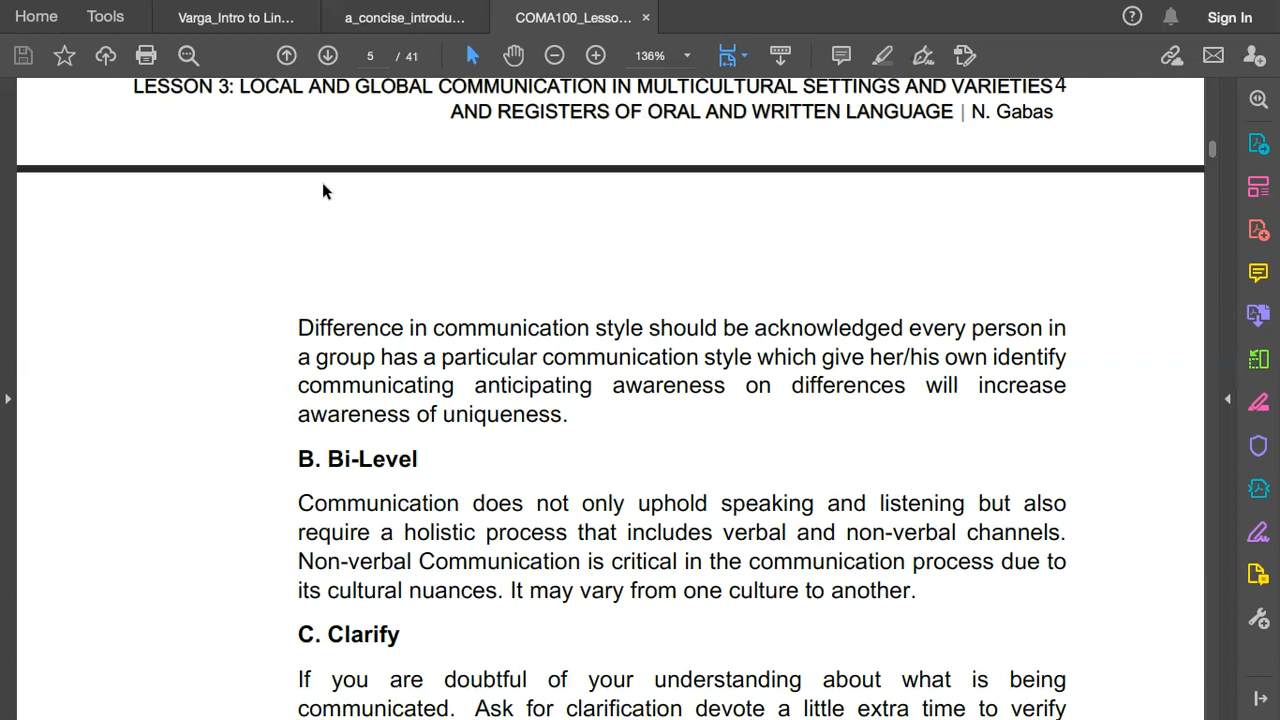 Home Tools Varga_Intro to Lin... a_concise_introdu... COMA100_Lesso... × Sign In
5 / 41 136%
LESSON 3: LOCAL AND GLOBAL COMMUNICATION IN MULTICULTURAL SETTINGS AND VARIETIES 4
AND REGISTERS OF ORAL AND WRITTEN LANGUAGE | N. Gabas
Difference in communication style should be acknowledged every person in
a group has a particular communication style which give her/his own identify
communicating anticipating awareness on differences will increase
awareness of uniqueness.
B. Bi-Level
Communication does not only uphold speaking and listening but also
require a holistic process that includes verbal and non-verbal channels.
Non-verbal Communication is critical in the communication process due to
its cultural nuances. It may vary from one culture to another.
C. Clarify
If you are doubtful of your understanding about what is being
communicated. Ask for clarification devote a little extra time to verify